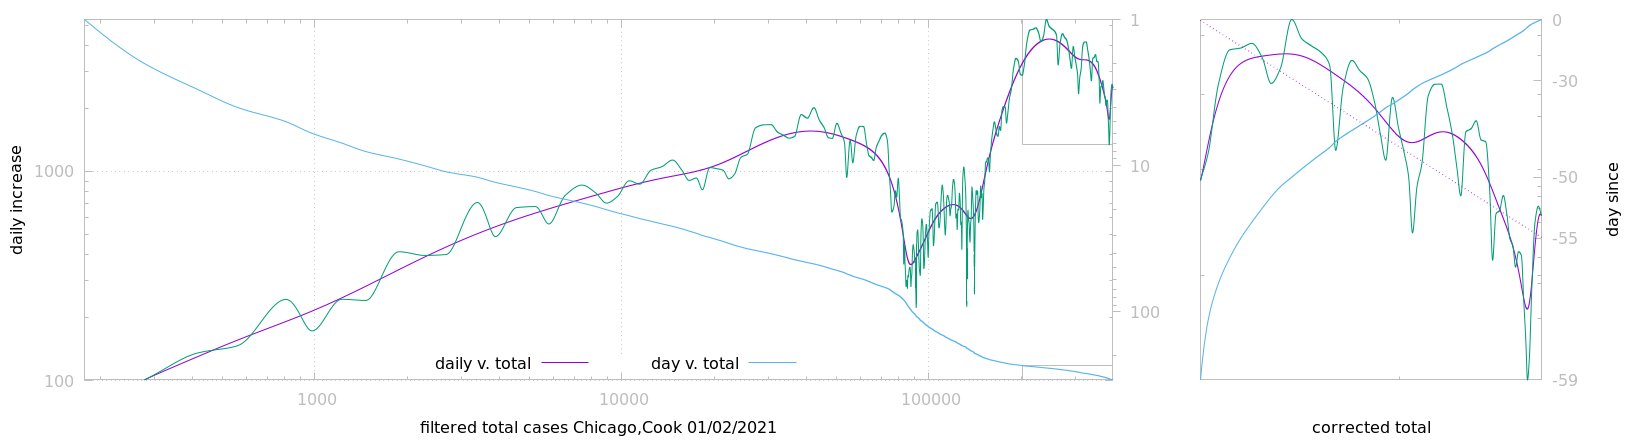 1
0
-30
10
1000
-50
daily increase
day since
-55
100
daily v. total
day v. total
100
-59
1000
10000
100000
filtered total cases Chicago,Cook 01/02/2021
corrected total